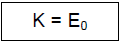 K = E₀